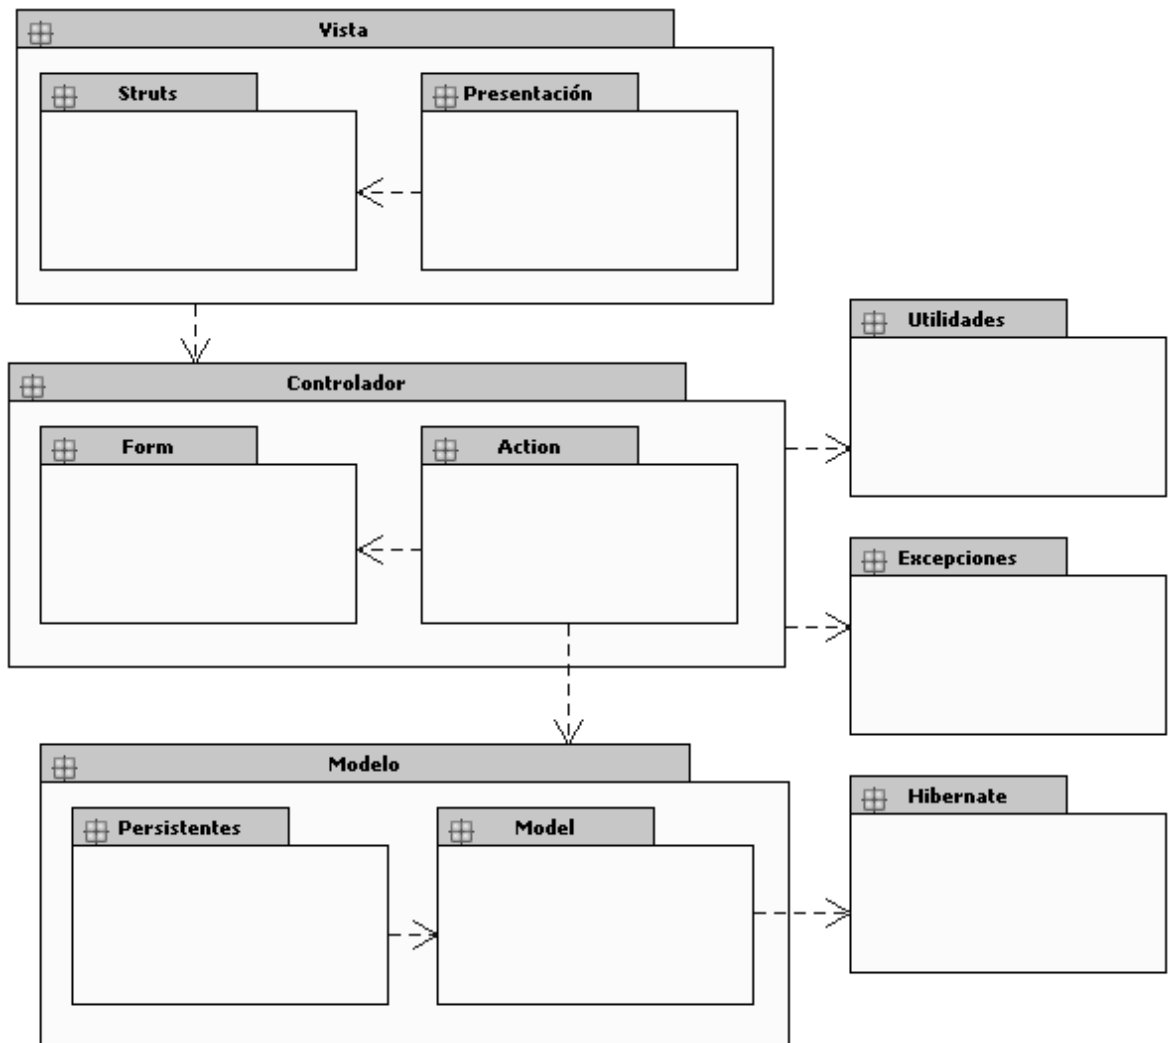 Vista
Struts
Presentación
Utilidades
Controlador
Form
Action
Excepciones
Modelo
Hibernate
Persistentes
Model